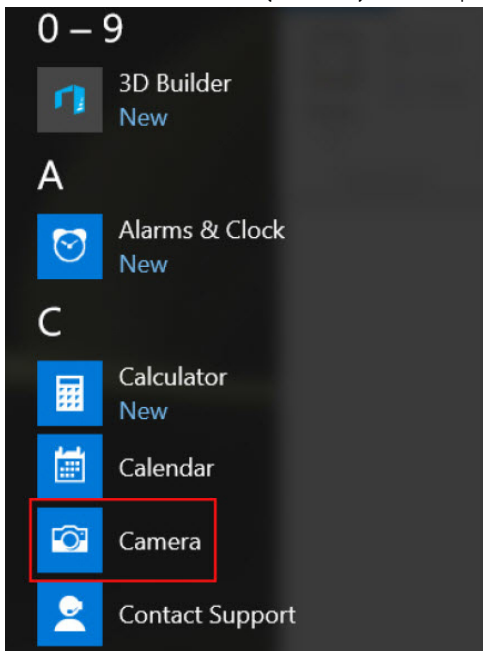 0 – 9
3D Builder
New
A
Alarms & Clock
New
C
Calculator
New
Calendar
Camera
Contact Support